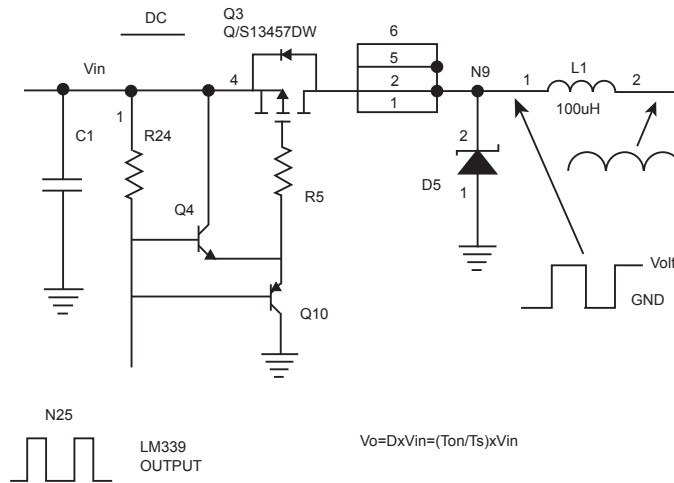 DC
Q3
Q/S13457DW
Vin
4
6
5
2
1
N9
1
L1
2
100uH
C1
1
R24
R5
2
D5
1
Q4
Q10
Volt
GND
N25
LM339
OUTPUT
Vo=DxVin=(Ton/Ts)xVin